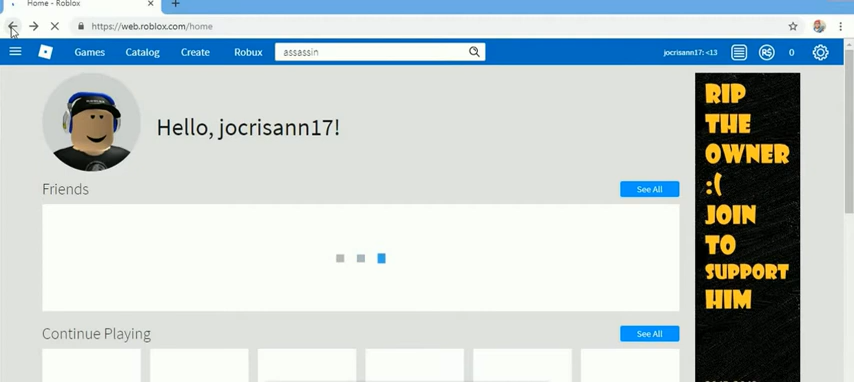 Home - Roblox
https://web.roblox.com/home
Games Catalog Create Robux assassin jocrisann17: <13 R$ 0
Hello, jocrisann17!
Friends See All
Continue Playing See All
RIP
THE
OWNER
:(
JOIN
TO
SUPPORT
HIM